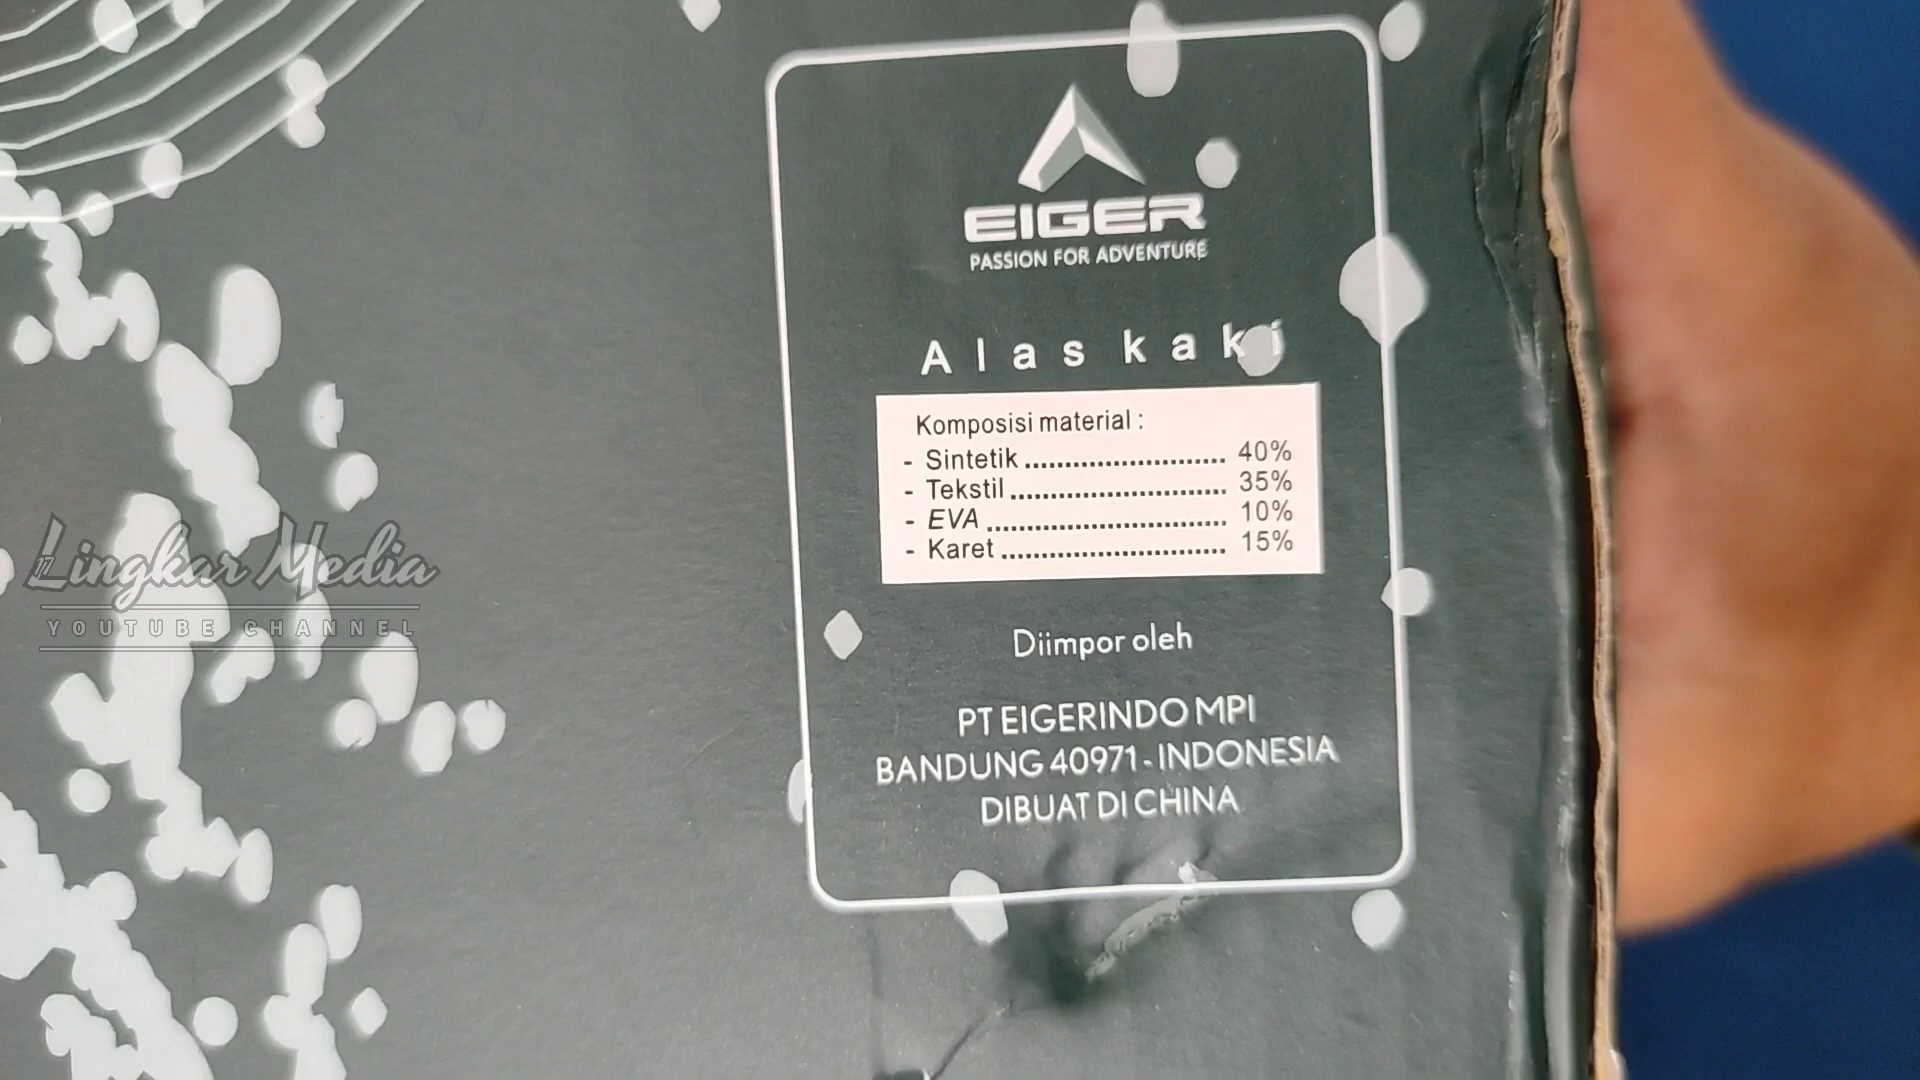 EIGER
PASSION FOR ADVENTURE
Alas kaki
Komposisi material :
- Sintetik ............................ 40%
- Tekstil .............................. 35%
- EVA ................................. 10%
- Karet ............................... 15%
Diimpor oleh
PT EIGERINDO MPI
BANDUNG 40971 - INDONESIA
DIBUAT DI CHINA
Lingkar Media
YOUTUBE CHANNEL